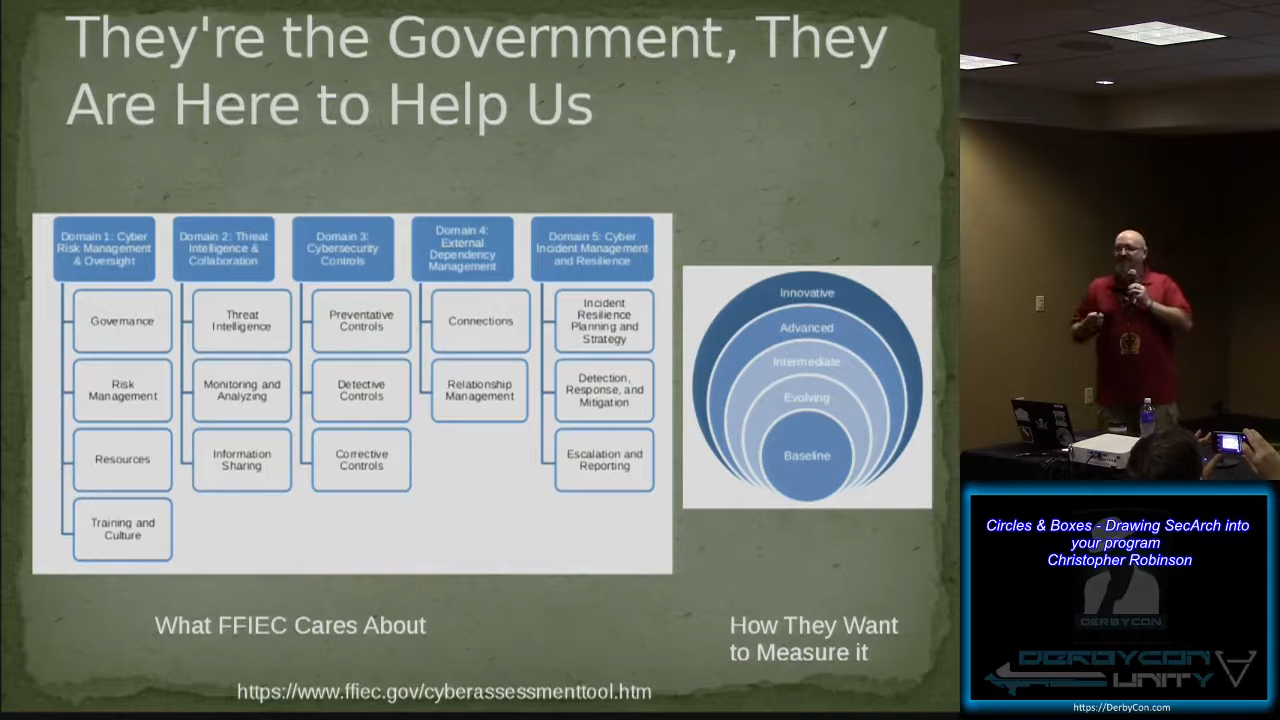 They're the Government, They
Are Here to Help Us
Domain 1: Cyber
Risk Management
& Oversight
Governance
Risk
Management
Resources
Training and
Culture
Domain 2: Threat
Intelligence &
Collaboration
Threat
Intelligence
Monitoring and
Analyzing
Information
Sharing
Domain 3:
Cybersecurity
Controls
Preventative
Controls
Detective
Controls
Corrective
Controls
Domain 4:
External
Dependency
Management
Connections
Relationship
Management
Domain 5: Cyber
Incident Management
and Resilience
Incident
Resilience
Planning and
Strategy
Detection,
Response, and
Mitigation
Escalation and
Reporting
Innovative
Advanced
Intermediate
Evolving
Baseline
What FFIEC Cares About
How They Want
to Measure it
https://www.ffiec.gov/cyberassessmenttool.htm
Circles & Boxes - Drawing SecArch into
your program
Christopher Robinson
DERBYCON
DERBYCON
UNITY
https://DerbyCon.com